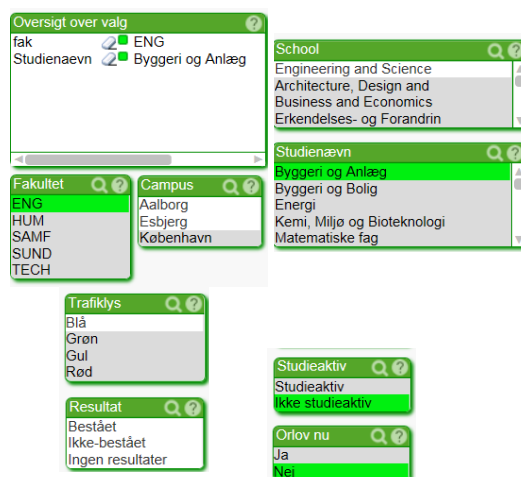 Oversigt over valg
fak ENG
Studienaevn Byggeri og Anlæg
School
Engineering and Science
Architecture, Design and
Business and Economics
Erkendelses- og Forandrin
Studienævn
Byggeri og Anlæg
Byggeri og Bolig
Energi
Kemi, Miljø og Bioteknologi
Matematiske fag
Fakultet
ENG
HUM
SAMF
SUND
TECH
Campus
Aalborg
Esbjerg
København
Trafiklys
Blå
Grøn
Gul
Rød
Resultat
Bestået
Ikke-bestået
Ingen resultater
Studieaktiv
Studieaktiv
Ikke studieaktiv
Orlov nu
Ja
Nej